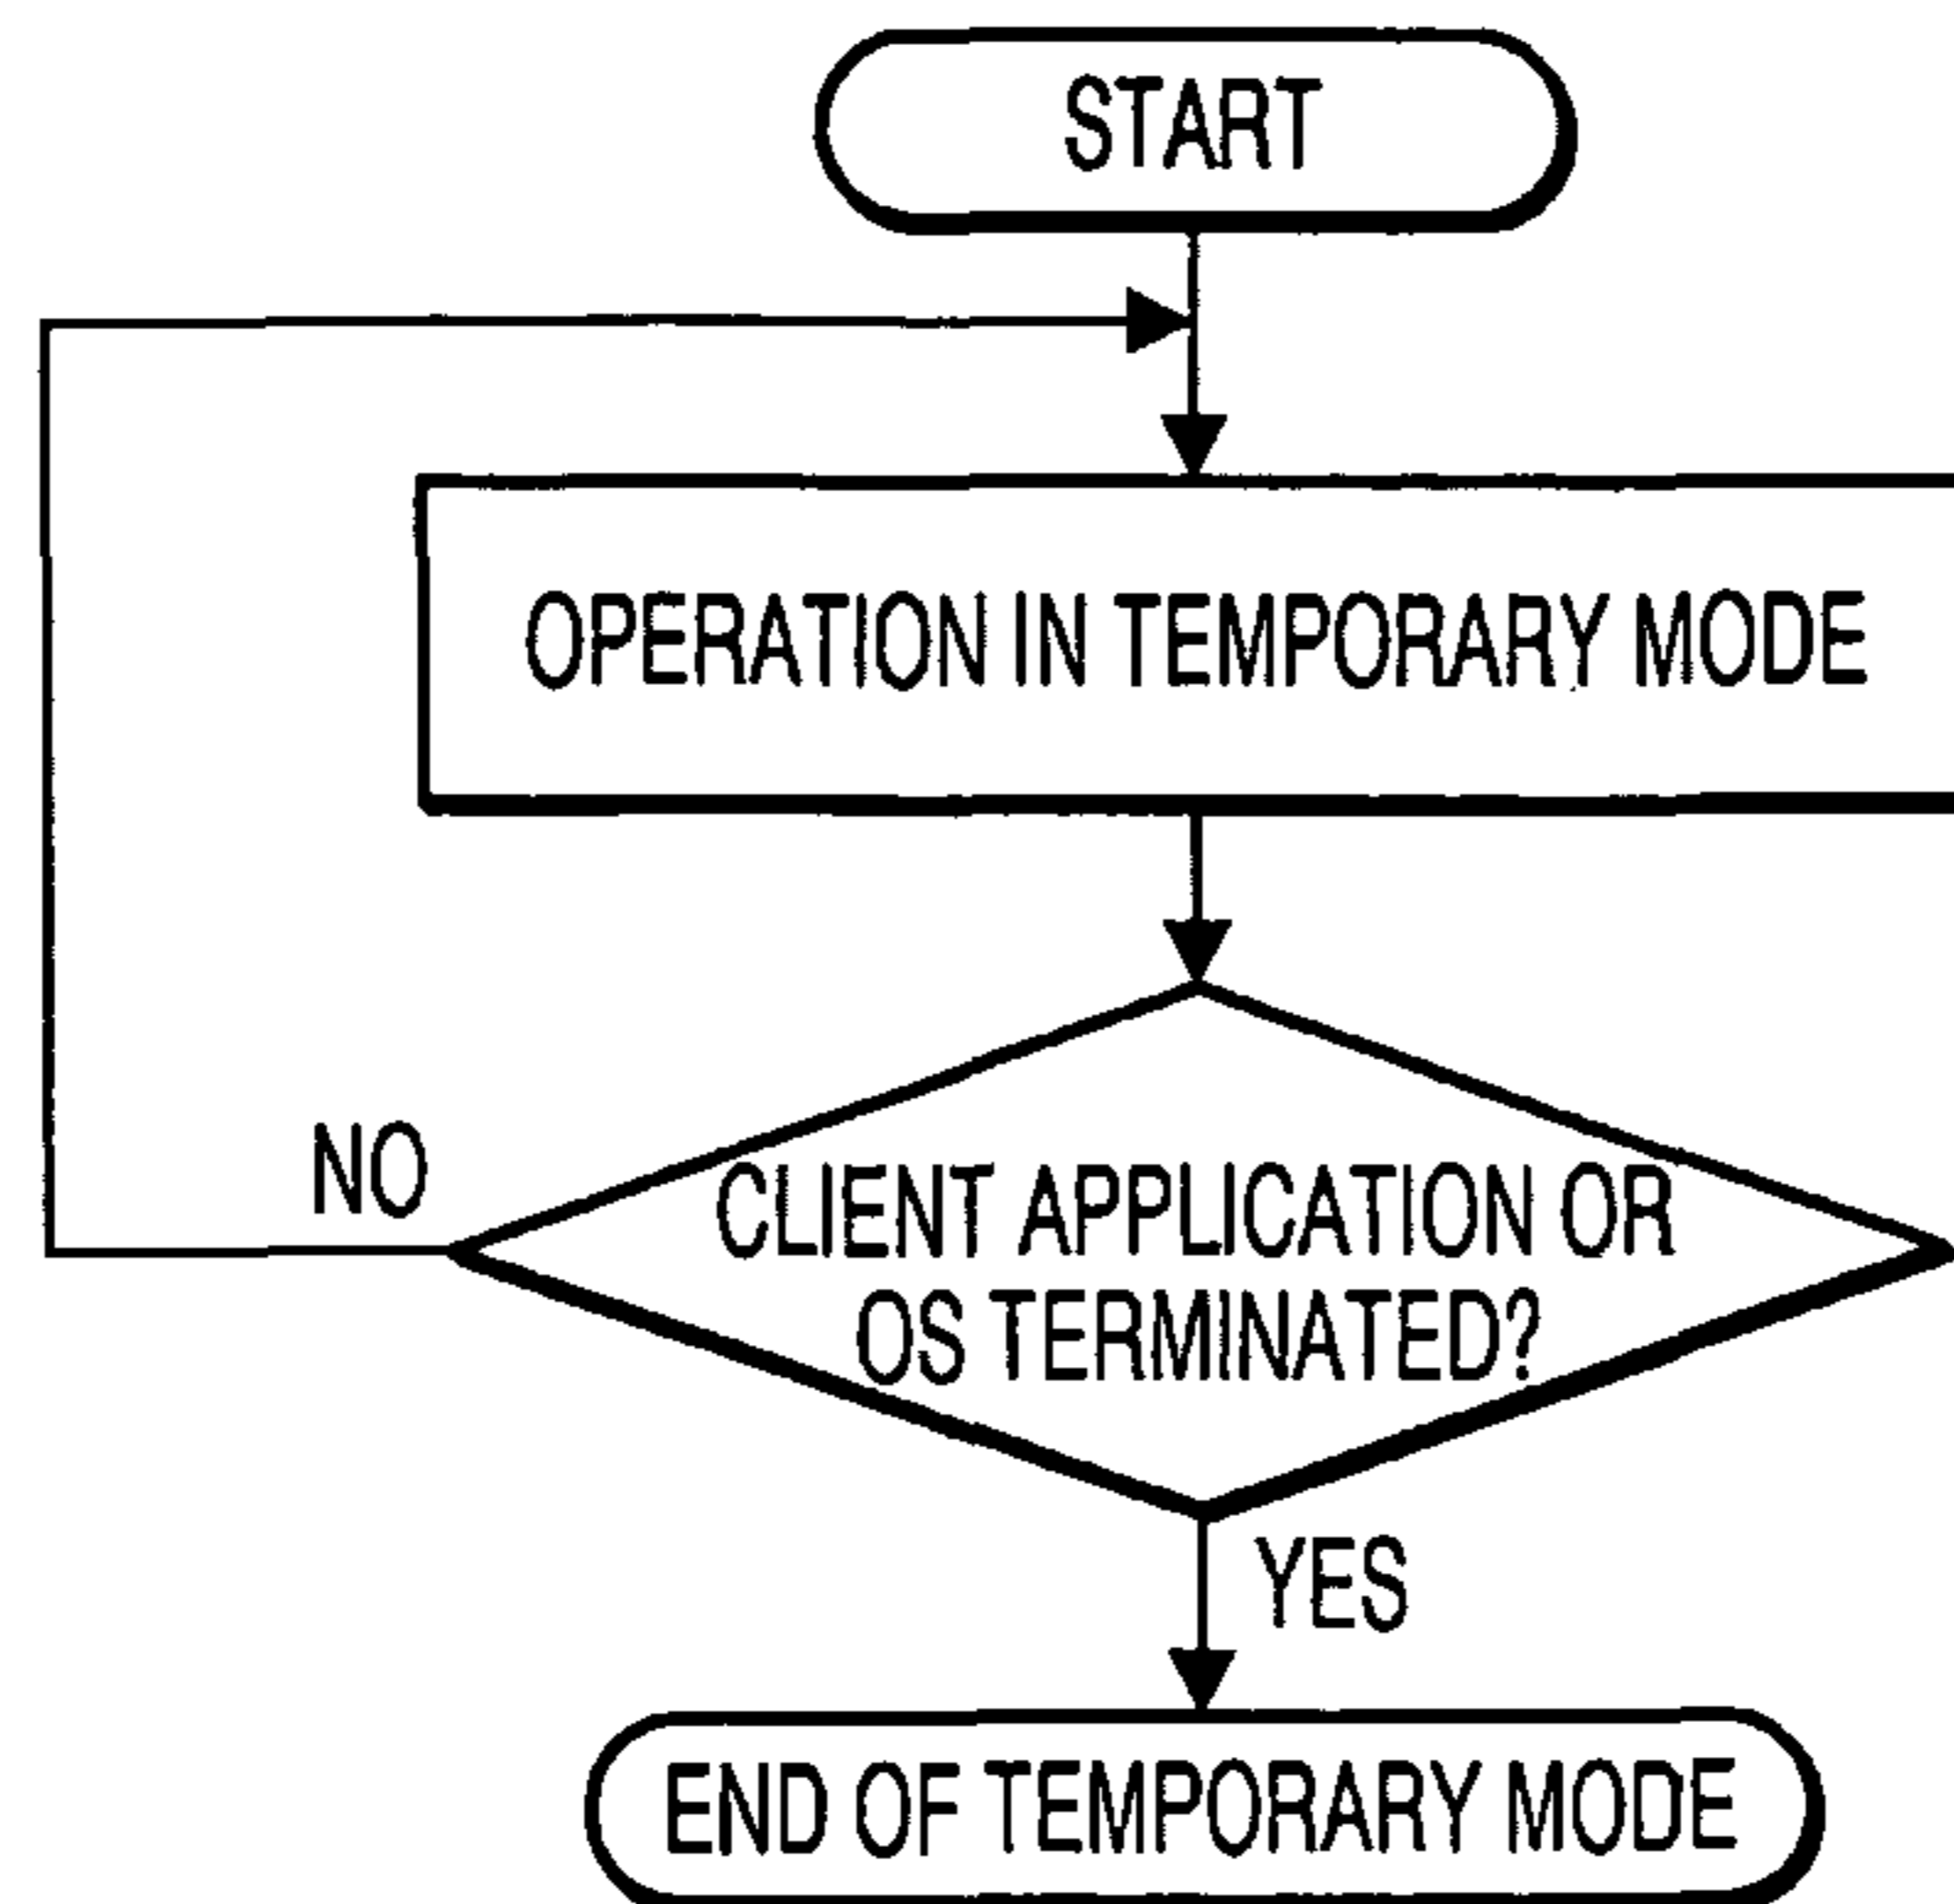 START
OPERATION IN TEMPORARY MODE
NO
CLIENT APPLICATION OR
OS TERMINATED?
YES
END OF TEMPORARY MODE